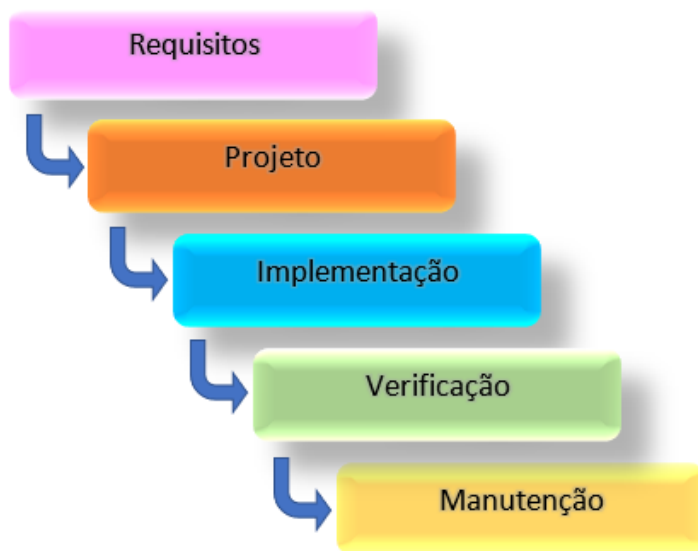 Requisitos
Projeto
Implementação
Verificação
Manutenção